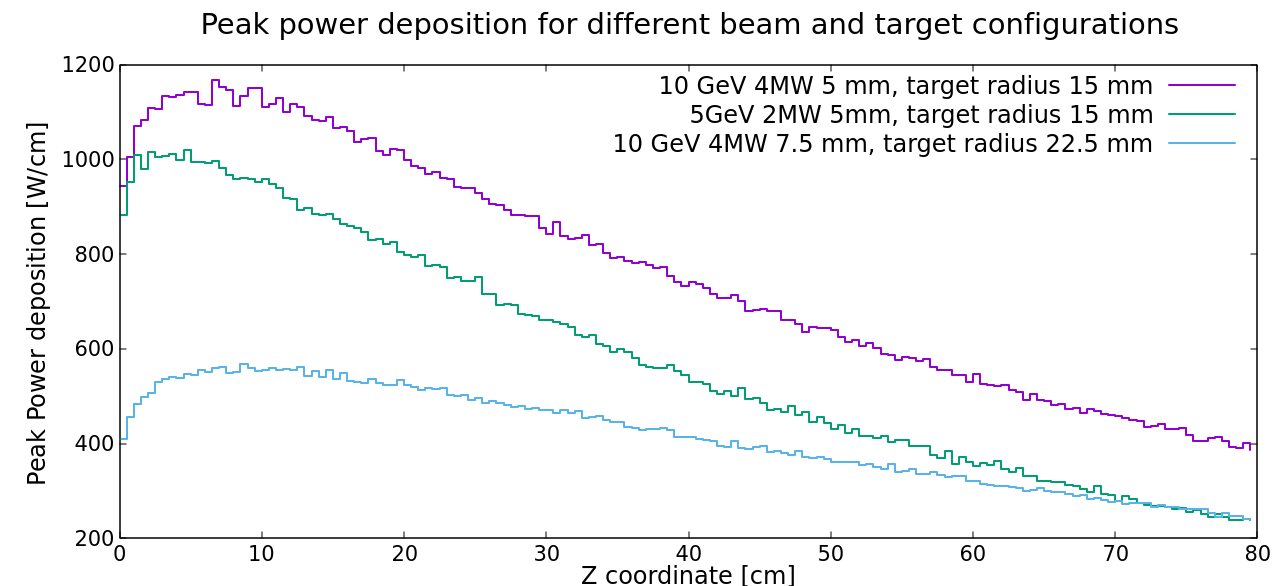 Peak power deposition for different beam and target configurations
1200
1000
800
600
400
200
Peak Power deposition [W/cm]
10 GeV 4MW 5 mm, target radius 15 mm
5GeV 2MW 5mm, target radius 15 mm
10 GeV 4MW 7.5 mm, target radius 22.5 mm
0 10 20 30 40 50 60 70 80
Z coordinate [cm]